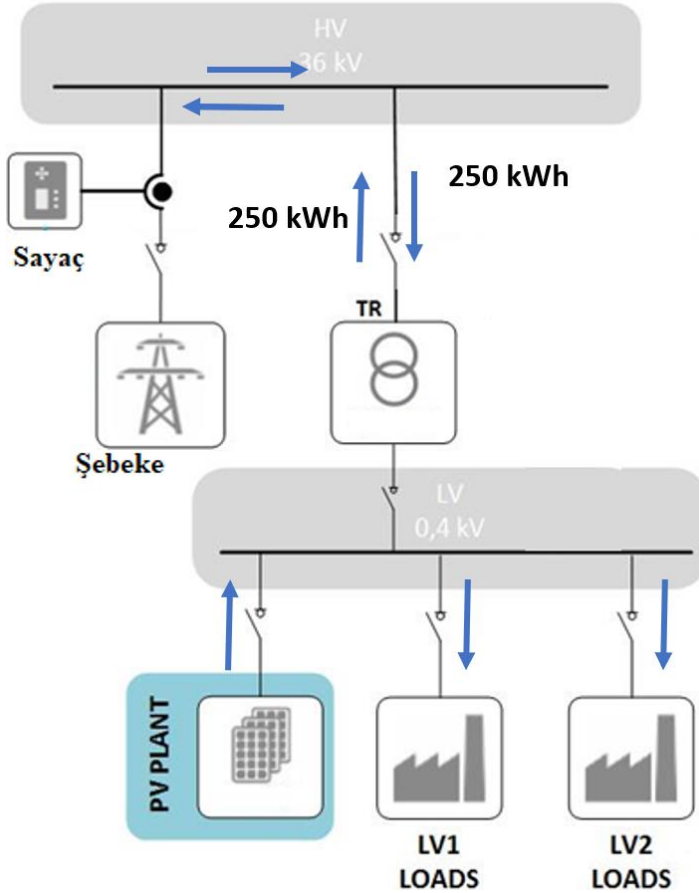 HV
36 kV
250 kWh
250 kWh
Sayaç
TR
Şebeke
LV
0,4 kV
PV PLANT
LV1
LOADS
LV2
LOADS